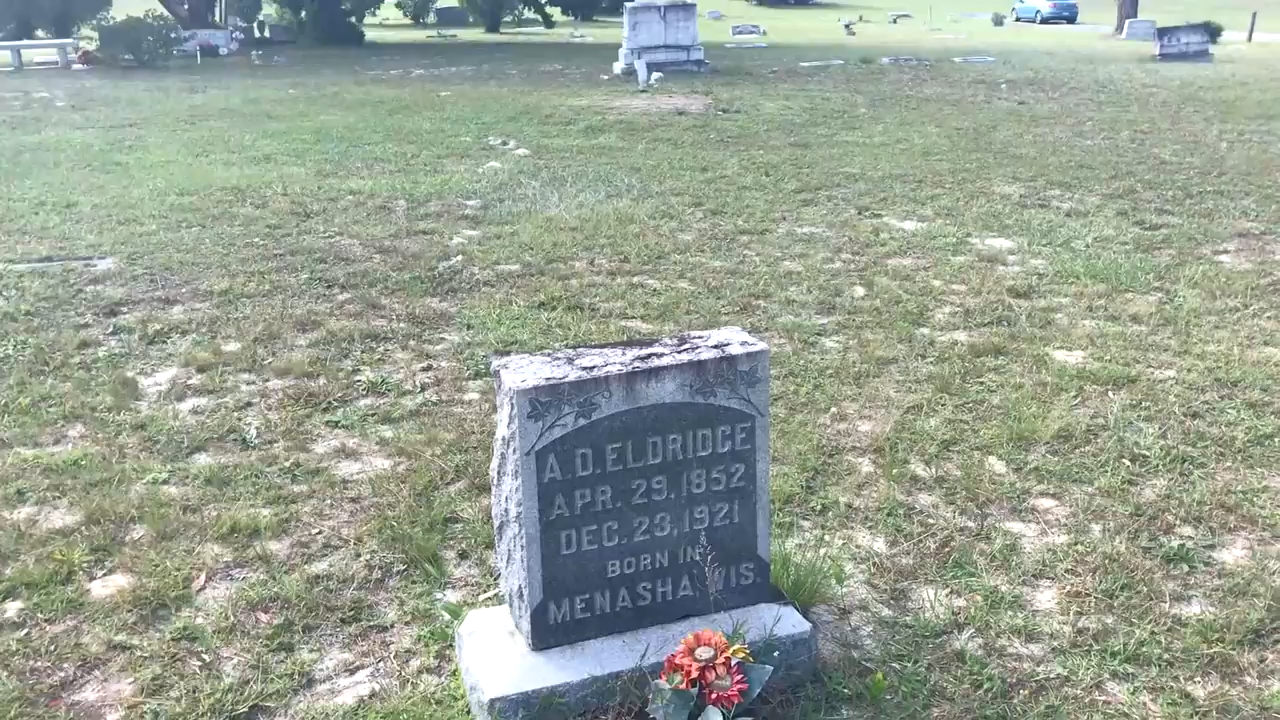 A.D. ELDRIDGE
APR. 29, 1852
DEC. 23, 1921
BORN IN
MENASHA, WIS.